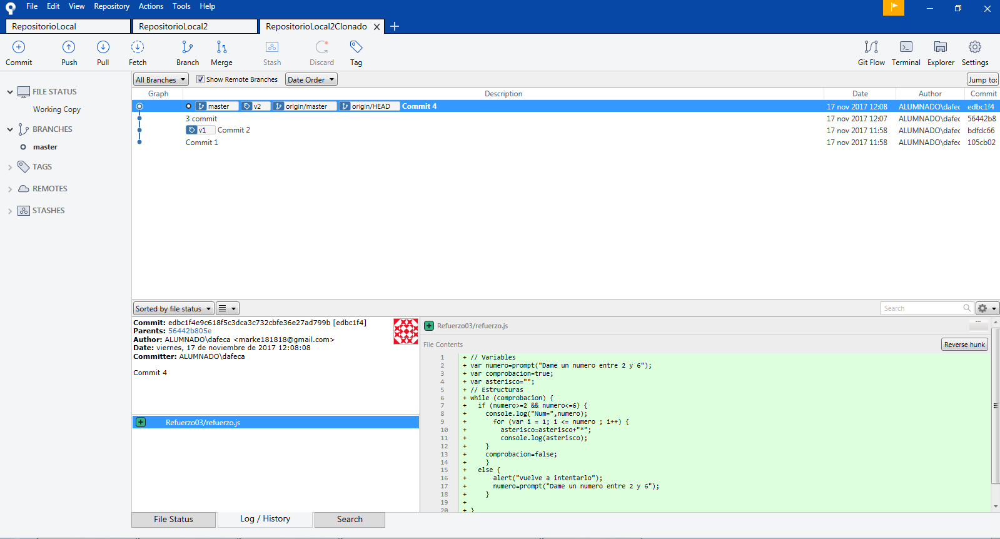 File Edit View Repository Actions Tools Help
RepositorioLocal RepositorioLocal2 RepositorioLocal2Clonado
Commit Push Pull Fetch Branch Merge Stash Discard Tag Git Flow Terminal Explorer Settings
All Branches Show Remote Branches Date Order Jump to:
FILE STATUS
Working Copy
BRANCHES
master
TAGS
REMOTES
STASHES
Graph Description Date Author Commit
master v2 origin/master origin/HEAD Commit 4 17 nov 2017 12:08 ALUMNADO\dafec edbc1f4
3 commit 17 nov 2017 12:07 ALUMNADO\dafec 56442b8
v1 Commit 2 17 nov 2017 11:58 ALUMNADO\dafec bdfdc66
Commit 1 17 nov 2017 11:58 ALUMNADO\dafec 105cb02
Sorted by file status Search
Commit: edbc1f4e9c618f5c3dca3c732cbfe36e27ad799b [edbc1f4]
Parents: 56442b805e
Author: ALUMNADO\dafeca <marke181818@gmail.com>
Date: viernes, 17 de noviembre de 2017 12:08:08
Committer: ALUMNADO\dafeca
Commit 4
Refuerzo03/refuerzo.js
Refuerzo03/refuerzo.js
File Contents Reverse hunk
1 + // Variables
2 + var numero=prompt("Dame un numero entre 2 y 6");
3 + var comprobacion=true;
4 + var asterisco="";
5 + // Estructuras
6 + while (comprobacion) {
7 + if (numero>=2 && numero<=6) {
8 + console.log("Num=",numero);
9 + for (var i = 1; i <= numero ; i++) {
10 + asterisco=asterisco+"*";
11 + console.log(asterisco);
12 + }
13 + comprobacion=false;
14 + }
15 + else {
16 + alert("Vuelve a intentarlo");
17 + numero=prompt("Dame un numero entre 2 y 6");
18 + }
19 +
20 + }
File Status Log / History Search